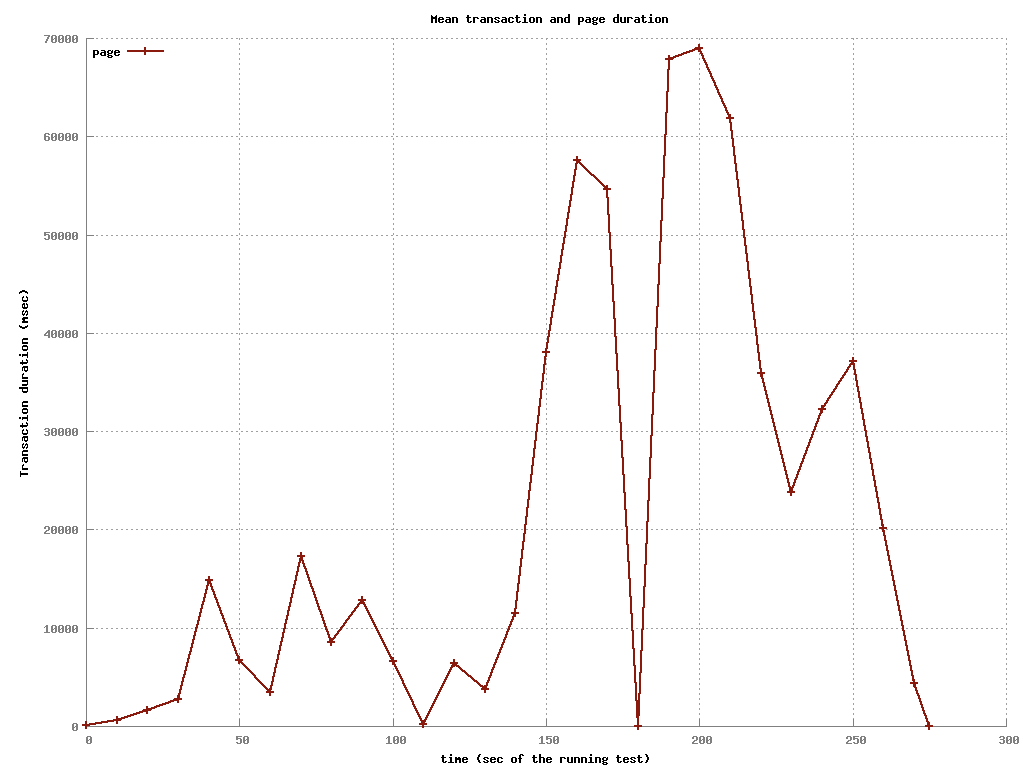 Mean transaction and page duration
page
70000
60000
50000
40000
30000
20000
10000
0
Transaction duration (msec)
0 50 100 150 200 250 300
time (sec of the running test)